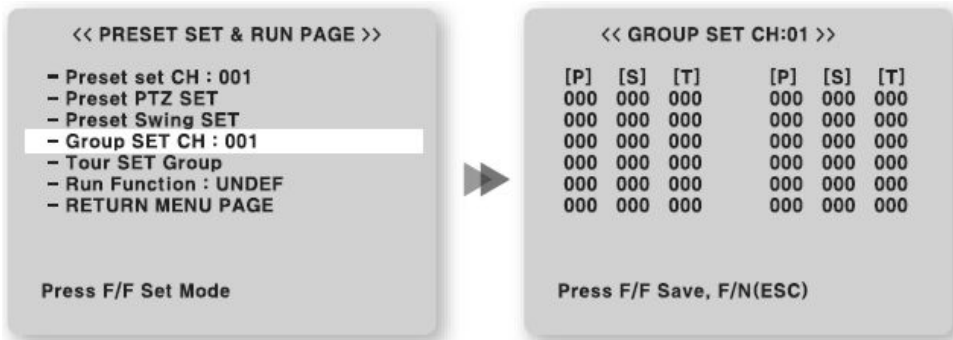 << PRESET SET & RUN PAGE >>
- Preset set CH : 001
- Preset PTZ SET
- Preset Swing SET
- Group SET CH : 001
- Tour SET Group
- Run Function : UNDEF
- RETURN MENU PAGE
Press F/F Set Mode
<< GROUP SET CH:01 >>
[P] [S] [T] [P] [S] [T]
000 000 000 000 000 000
000 000 000 000 000 000
000 000 000 000 000 000
000 000 000 000 000 000
000 000 000 000 000 000
000 000 000 000 000 000
Press F/F Save, F/N(ESC)